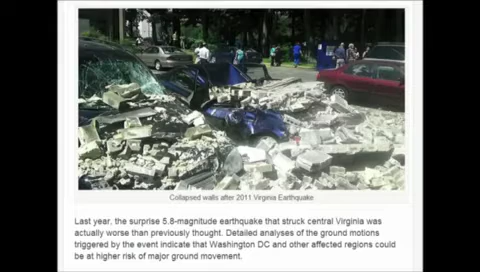 Collapsed walls after 2011 Virginia Earthquake
Last year, the surprise 5.8-magnitude earthquake that struck central Virginia was
actually worse than previously thought. Detailed analyses of the ground motions
triggered by the event indicate that Washington DC and other affected regions could
be at higher risk of major ground movement.